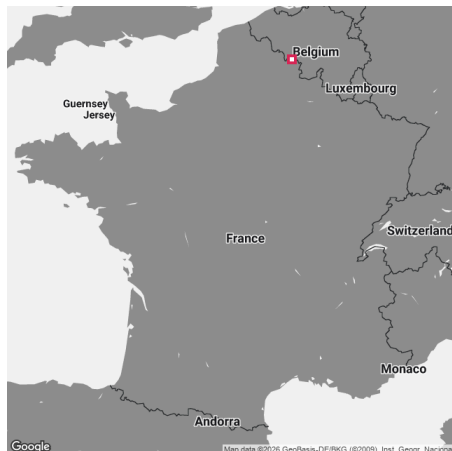 Belgium
Luxembourg
Guernsey
Jersey
Switzerland
France
Monaco
Andorra
Google
Map data ©2026 GeoBasis-DE/BKG (©2009), Inst. Geogr. Nacional